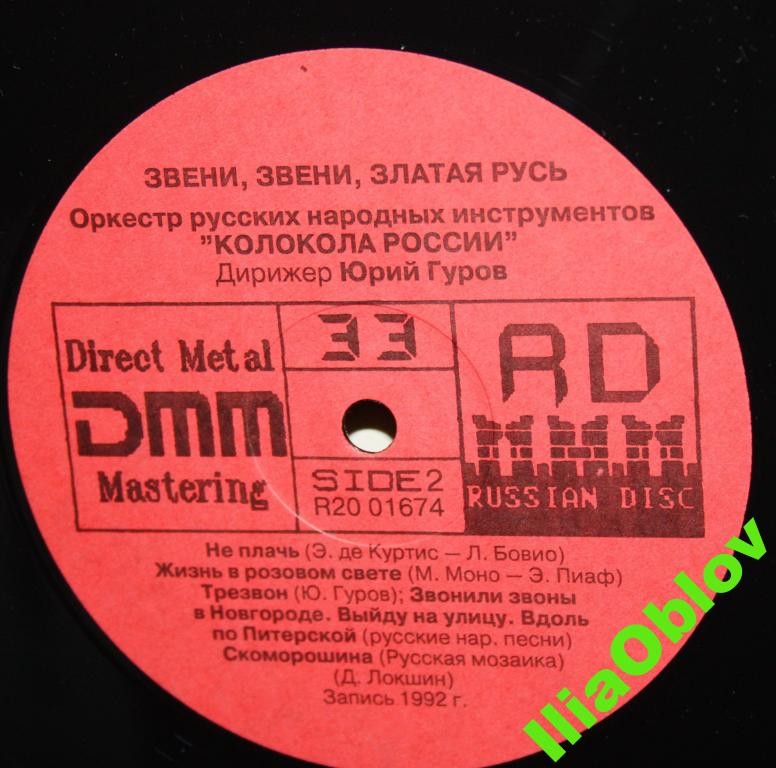 ЗВЕНИ, ЗВЕНИ, ЗЛАТАЯ РУСЬ
Оркестр русских народных инструментов
"КОЛОКОЛА РОССИИ"
Дирижер Юрий Гуров
Direct Metal
DMM
Mastering
33
SIDE 2
R20 01674
RD
RUSSIAN DISC
Не плачь (Э. де Куртис — Л. Бовио)
Жизнь в розовом свете (М. Моно — Э. Пиаф)
Трезвон (Ю. Гуров); Звонили звоны
в Новгороде. Выйду на улицу. Вдоль
по Питерской (русские нар. песни)
Скоморошина (Русская мозаика)
(Д. Локшин)
Запись 1992 г.
IliaOblov